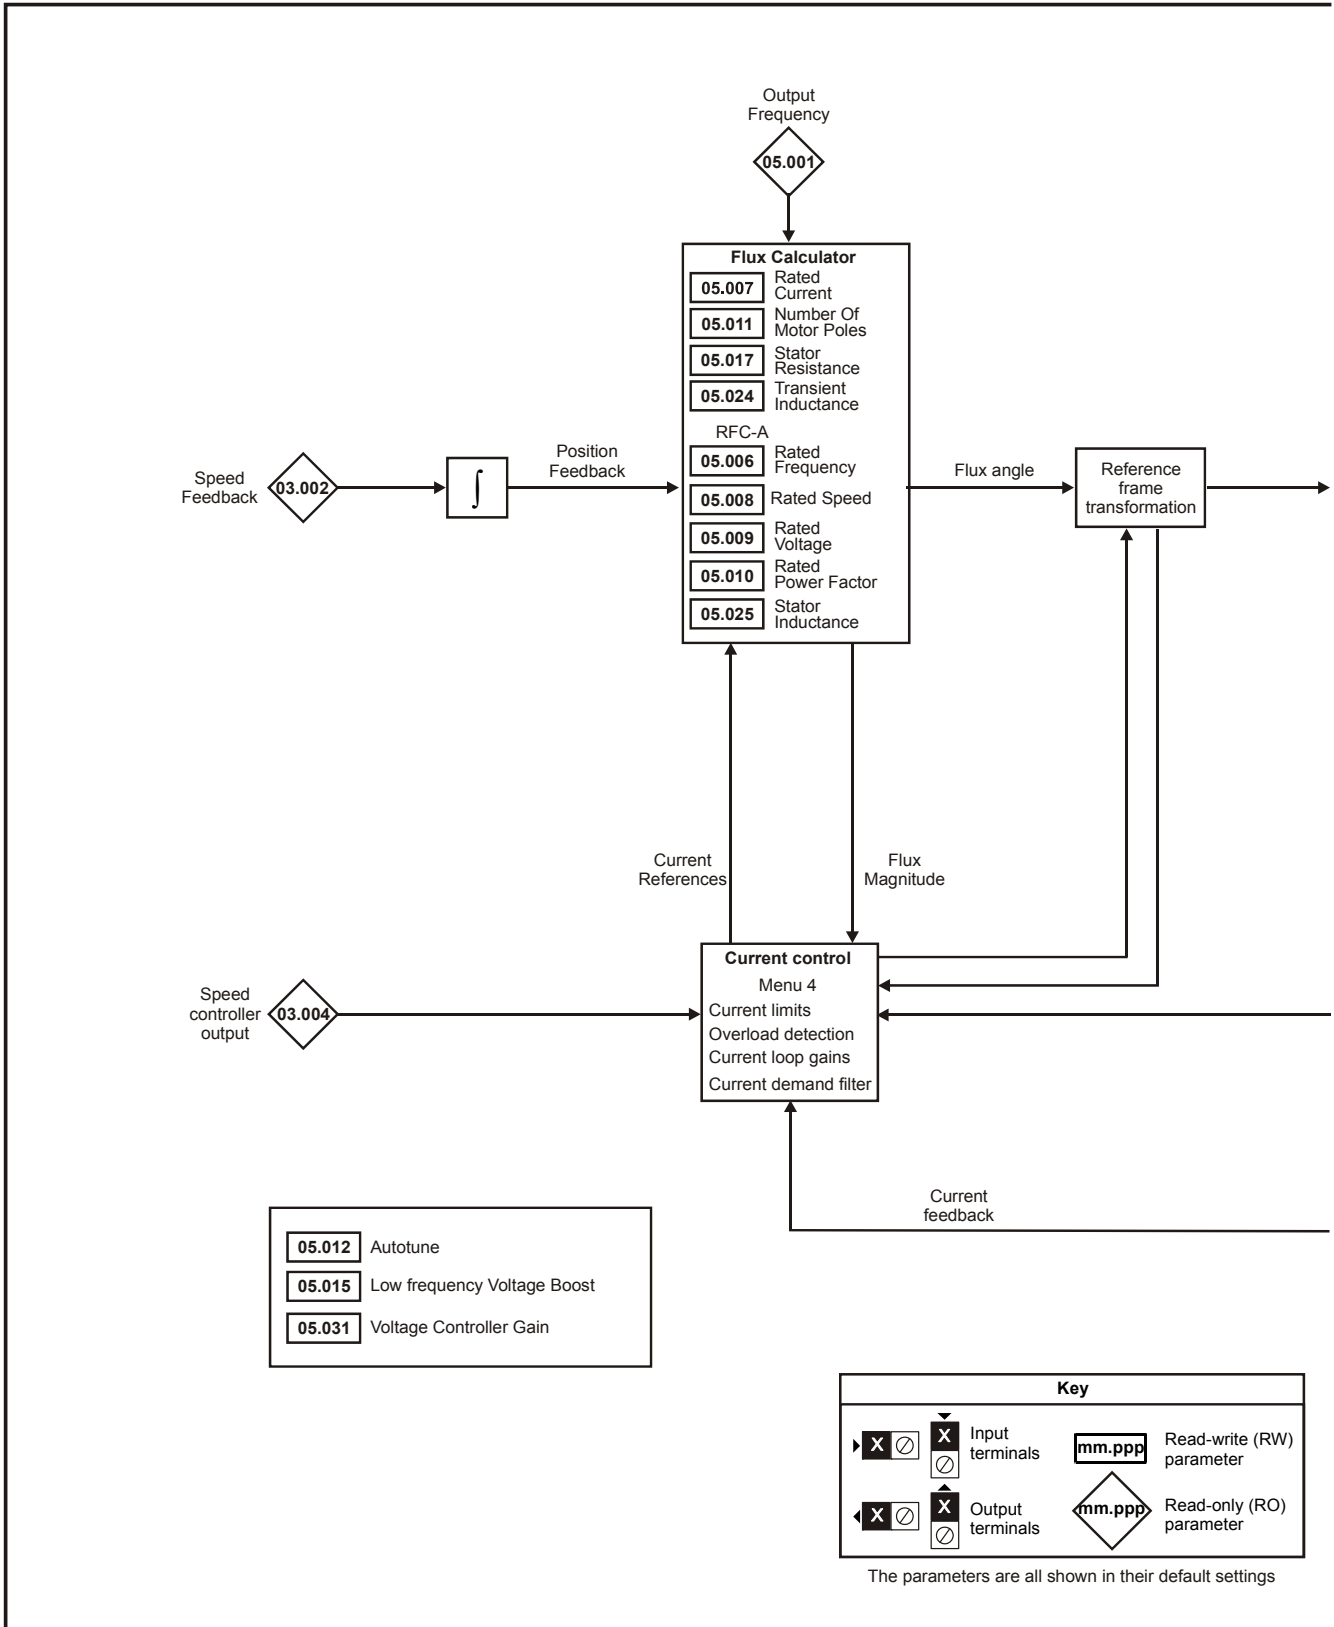 Output
Frequency
05.001
Flux Calculator
05.007 Rated
Current
05.011 Number Of
Motor Poles
05.017 Stator
Resistance
05.024 Transient
Inductance
RFC-A
05.006 Rated
Frequency
05.008 Rated Speed
05.009 Rated
Voltage
05.010 Rated
Power Factor
05.025 Stator
Inductance
Speed
Feedback
03.002
∫
Position
Feedback
Flux angle
Reference
frame
transformation
Current
References
Flux
Magnitude
Speed
controller
output
03.004
Current control
Menu 4
Current limits
Overload detection
Current loop gains
Current demand filter
Current
feedback
05.012 Autotune
05.015 Low frequency Voltage Boost
05.031 Voltage Controller Gain
Key
X
X
Input
terminals
mm.ppp
Read-write (RW)
parameter
X
X
Output
terminals
mm.ppp
Read-only (RO)
parameter
The parameters are all shown in their default settings